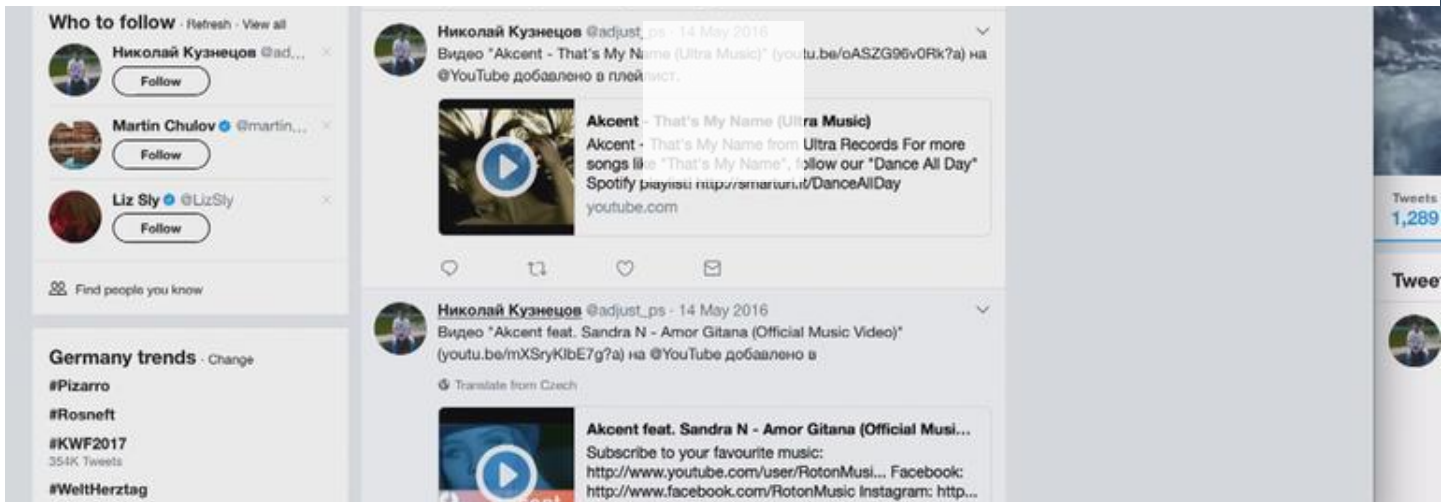 Who to follow · Refresh · View all
Николай Кузнецов @ad...
Follow
Martin Chulov @martin...
Follow
Liz Sly @LizSly
Follow
Find people you know
Germany trends · Change
#Pizarro
#Rosneft
#KWF2017
354K Tweets
#WeltHerztag
Николай Кузнецов @adjust_ps · 14 May 2016
Видео "Akcent - That's My Name (Ultra Music)" (youtu.be/oASZG96v0Rk?a) на
@YouTube добавлено в плейлист.
Akcent - That's My Name (Ultra Music)
Akcent - That's My Name from Ultra Records For more
songs like "That's My Name", follow our "Dance All Day"
Spotify playlist! http://smarturl.it/DanceAllDay
youtube.com
Николай Кузнецов @adjust_ps · 14 May 2016
Видео "Akcent feat. Sandra N - Amor Gitana (Official Music Video)"
(youtu.be/mXSryKIbE7g?a) на @YouTube добавлено в
Translate from Czech
Akcent feat. Sandra N - Amor Gitana (Official Musi...
Subscribe to your favourite music:
http://www.youtube.com/user/RotonMusi... Facebook:
http://www.facebook.com/RotonMusic Instagram: http...
Tweets
1,289